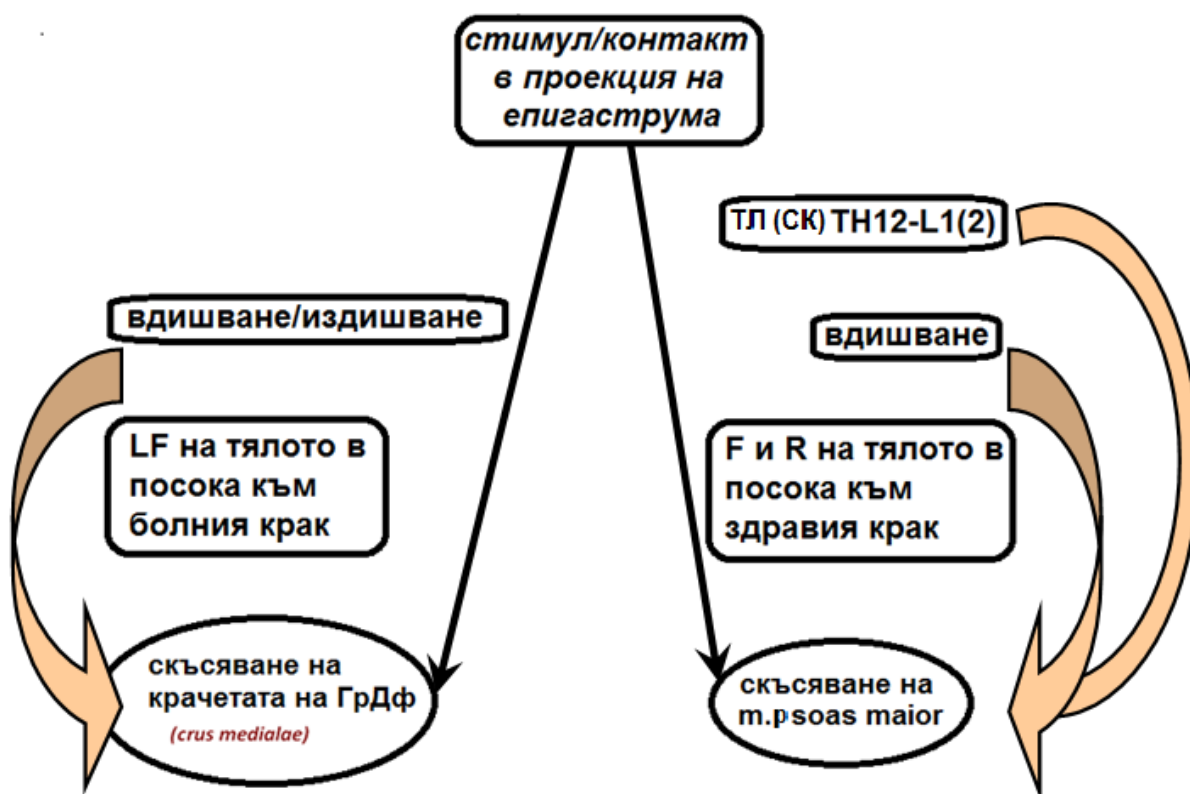 стимул/контакт
в проекция на
епигаструма
ТЛ (СК) TH12-L1(2)
вдишване/издишване
вдишване
LF на тялото в
посока към
болния крак
F и R на тялото в
посока към
здравия крак
скъсяване на
крачетата на ГрДф
(crus medialae)
скъсяване на
m.psoas maior